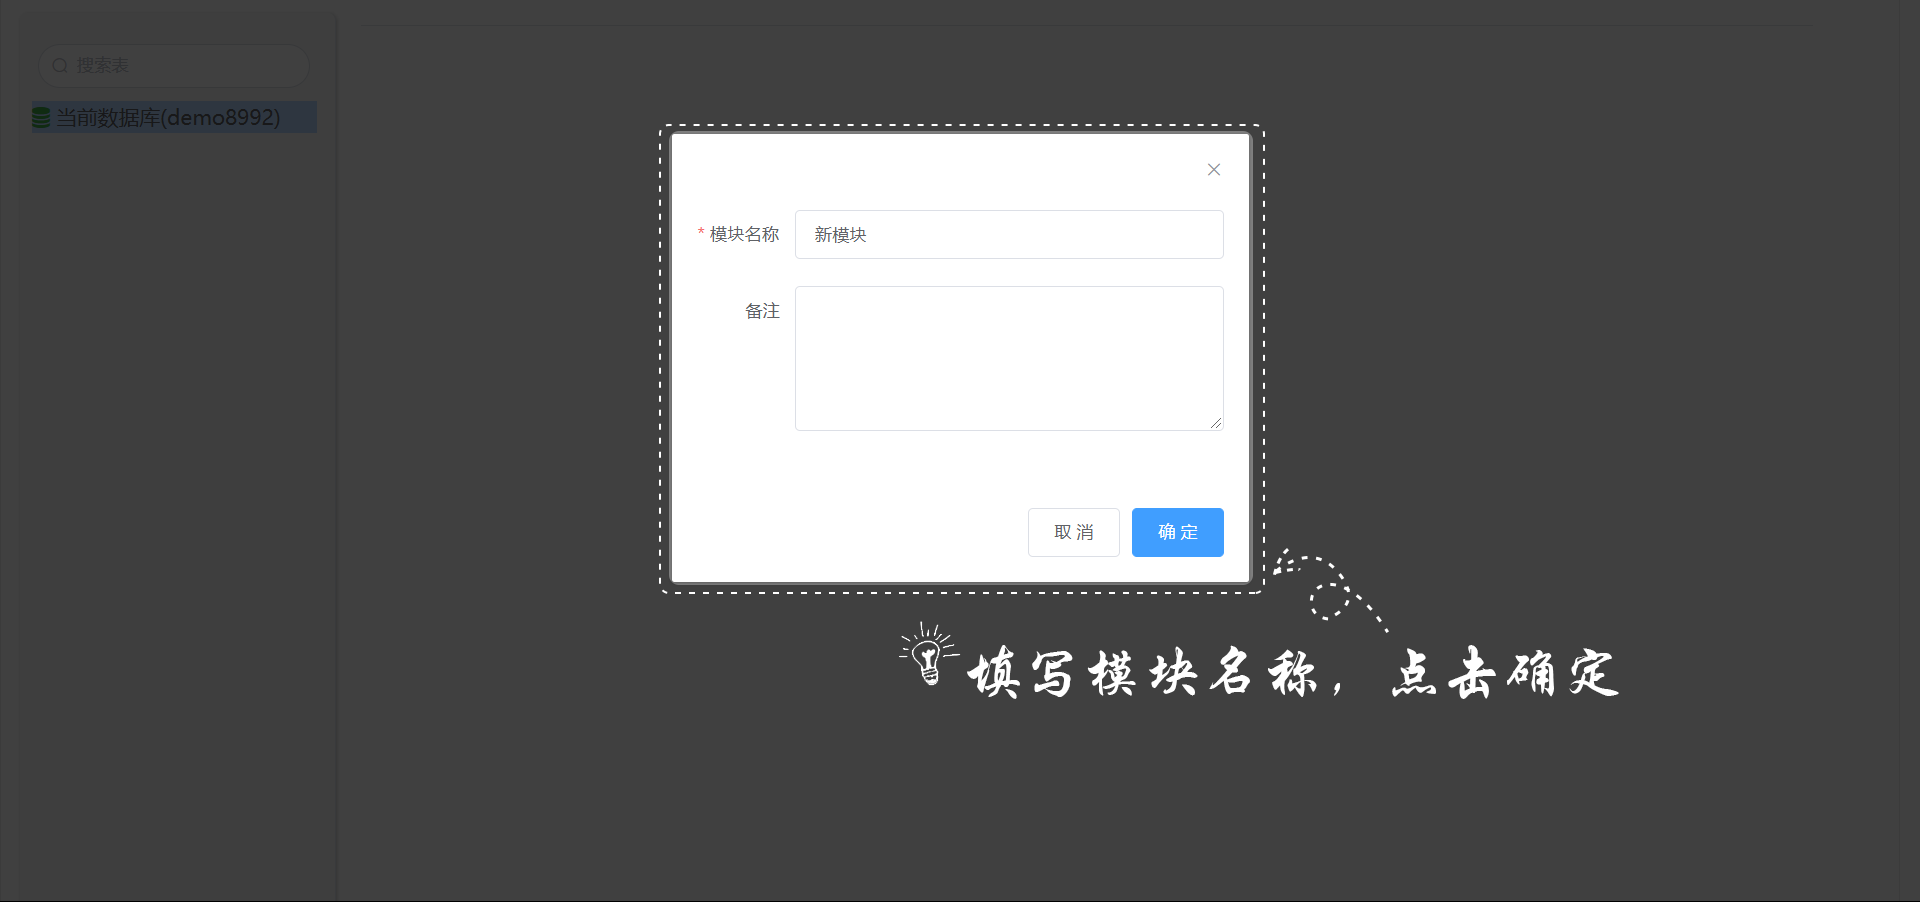 搜索表
当前数据库(demo8992)
* 模块名称
新模块
备注
取 消
确 定
填写模块名称，点击确定